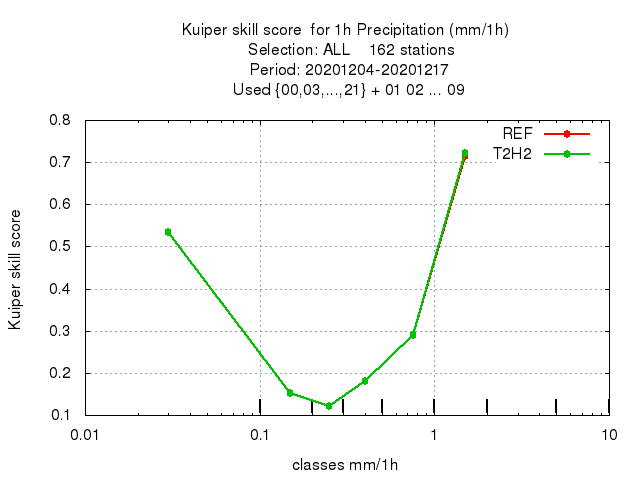 Kuiper skill score  for 1h Precipitation (mm/1h)
Selection: ALL    162 stations
Period: 20201204-20201217
Used {00,03,...,21} + 01 02 ... 09
REF
T2H2
0.8
0.7
0.6
0.5
0.4
0.3
0.2
0.1
Kuiper skill score
0.01 0.1 1 10
classes mm/1h